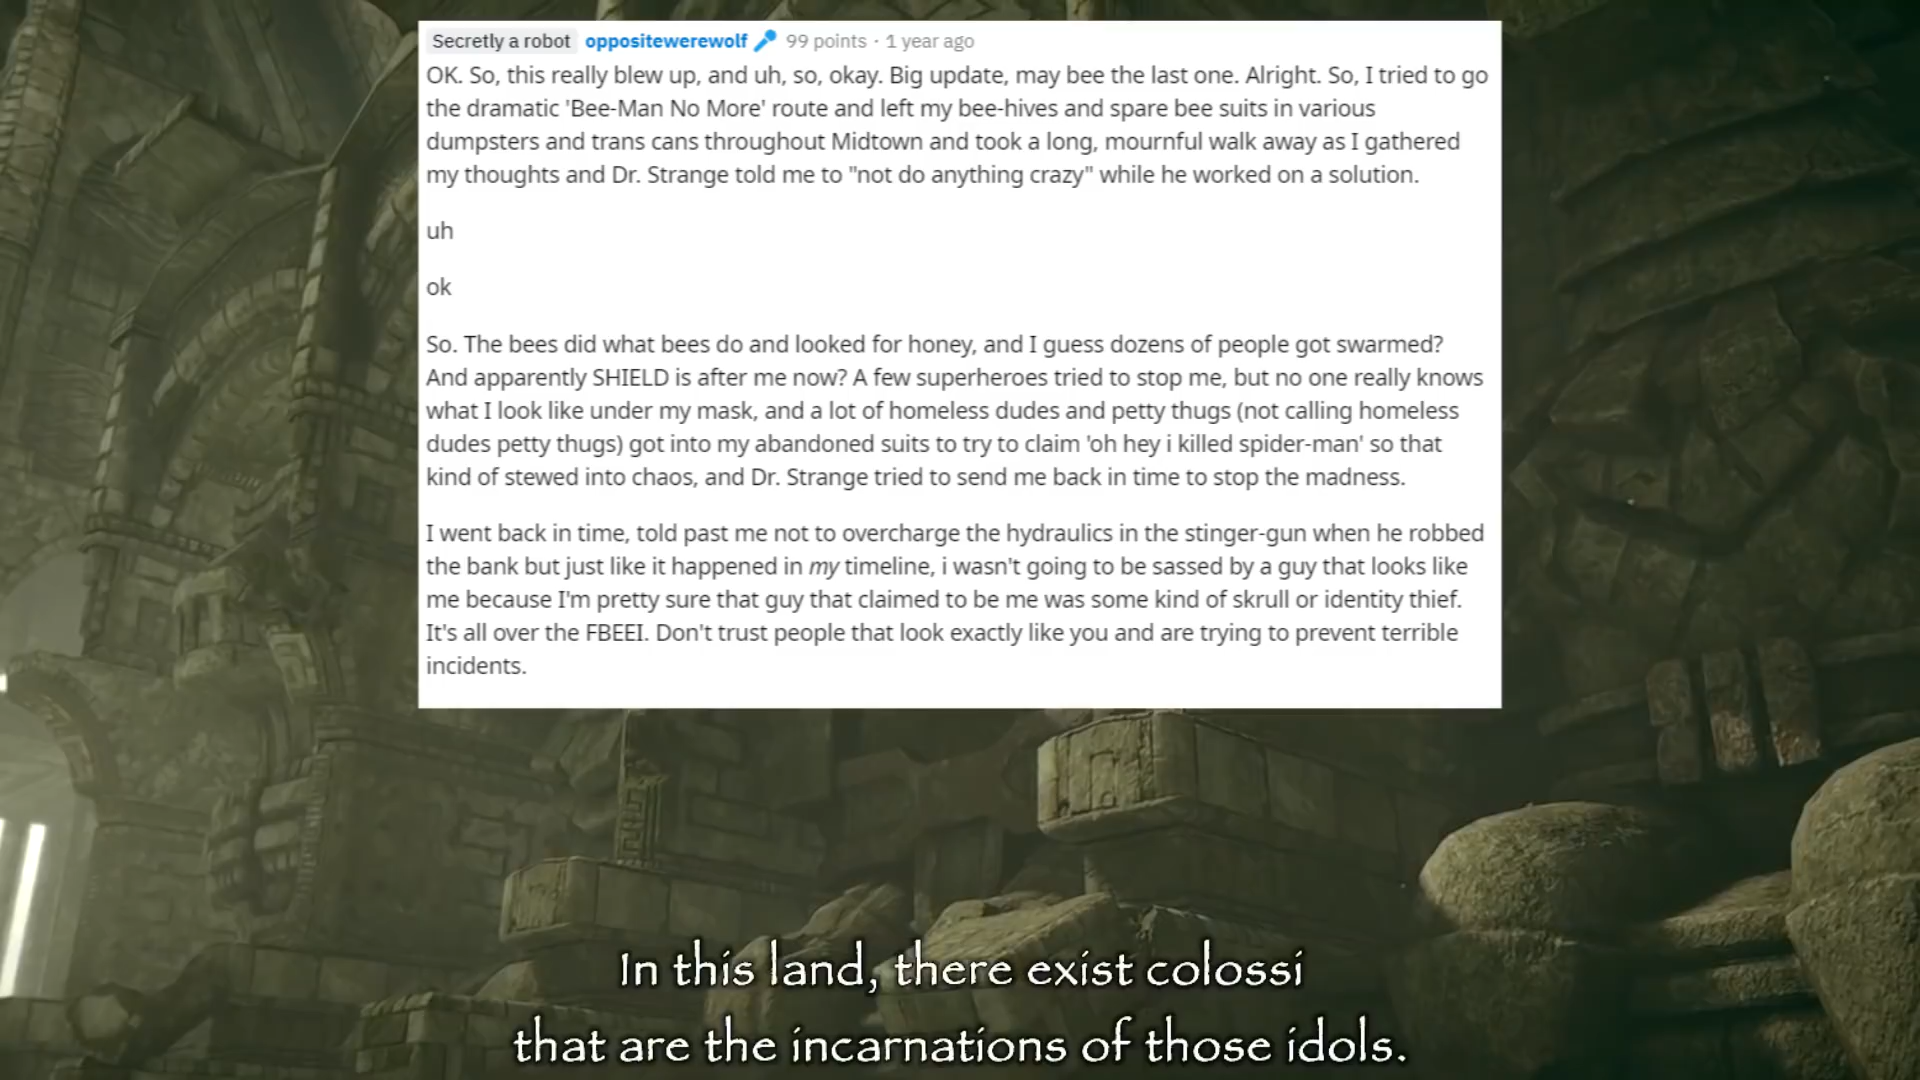 Secretly a robot oppositewerewolf 99 points · 1 year ago
OK. So, this really blew up, and uh, so, okay. Big update, may bee the last one. Alright. So, I tried to go
the dramatic 'Bee-Man No More' route and left my bee-hives and spare bee suits in various
dumpsters and trans cans throughout Midtown and took a long, mournful walk away as I gathered
my thoughts and Dr. Strange told me to "not do anything crazy" while he worked on a solution.
uh
ok
So. The bees did what bees do and looked for honey, and I guess dozens of people got swarmed?
And apparently SHIELD is after me now? A few superheroes tried to stop me, but no one really knows
what I look like under my mask, and a lot of homeless dudes and petty thugs (not calling homeless
dudes petty thugs) got into my abandoned suits to try to claim 'oh hey i killed spider-man' so that
kind of stewed into chaos, and Dr. Strange tried to send me back in time to stop the madness.
I went back in time, told past me not to overcharge the hydraulics in the stinger-gun when he robbed
the bank but just like it happened in my timeline, i wasn't going to be sassed by a guy that looks like
me because I'm pretty sure that guy that claimed to be me was some kind of skrull or identity thief.
It's all over the FBEEI. Don't trust people that look exactly like you and are trying to prevent terrible
incidents.
In this land, there exist colossi
that are the incarnations of those idols.